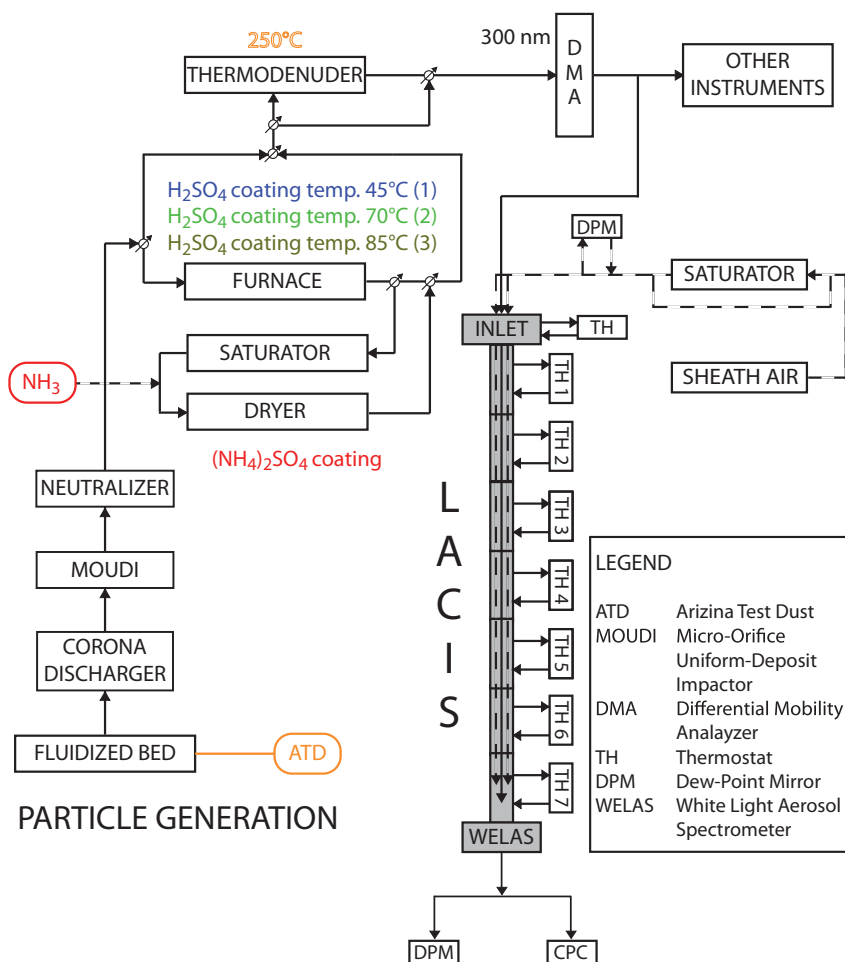 250°C
THERMODENUDER
300 nm
DMA
OTHER
INSTRUMENTS
H₂SO₄ coating temp. 45°C (1)
H₂SO₄ coating temp. 70°C (2)
H₂SO₄ coating temp. 85°C (3)
FURNACE
SATURATOR
NH₃
DRYER
(NH₄)₂SO₄ coating
NEUTRALIZER
MOUDI
CORONA
DISCHARGER
FLUIDIZED BED
ATD
PARTICLE GENERATION
DPM
SATURATOR
INLET
TH
SHEATH AIR
TH 1
TH 2
TH 3
TH 4
TH 5
TH 6
TH 7
LACIS
WELAS
DPM
CPC
LEGEND
ATD Arizina Test Dust
MOUDI Micro-Orifice
Uniform-Deposit
Impactor
DMA Differential Mobility
Analayzer
TH Thermostat
DPM Dew-Point Mirror
WELAS White Light Aerosol
Spectrometer